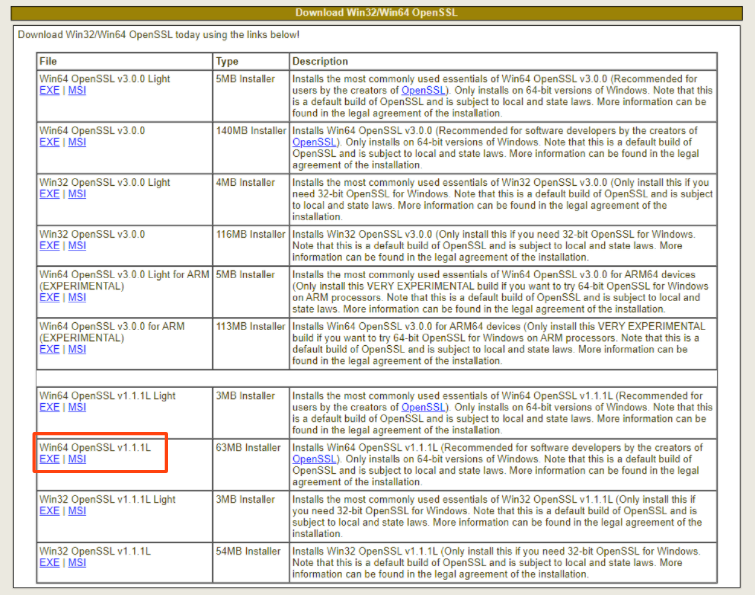 Download Win32/Win64 OpenSSL
Download Win32/Win64 OpenSSL today using the links below!
File Type Description
Win64 OpenSSL v3.0.0 Light
EXE | MSI
5MB Installer
Installs the most commonly used essentials of Win64 OpenSSL v3.0.0 (Recommended for
users by the creators of OpenSSL). Only installs on 64-bit versions of Windows. Note that this
is a default build of OpenSSL and is subject to local and state laws. More information can be
found in the legal agreement of the installation.
Win64 OpenSSL v3.0.0
EXE | MSI
140MB Installer
Installs Win64 OpenSSL v3.0.0 (Recommended for software developers by the creators of
OpenSSL). Only installs on 64-bit versions of Windows. Note that this is a default build of
OpenSSL and is subject to local and state laws. More information can be found in the legal
agreement of the installation.
Win32 OpenSSL v3.0.0 Light
EXE | MSI
4MB Installer
Installs the most commonly used essentials of Win32 OpenSSL v3.0.0 (Only install this if you
need 32-bit OpenSSL for Windows. Note that this is a default build of OpenSSL and is subject
to local and state laws. More information can be found in the legal agreement of the
installation.
Win32 OpenSSL v3.0.0
EXE | MSI
116MB Installer
Installs Win32 OpenSSL v3.0.0 (Only install this if you need 32-bit OpenSSL for Windows.
Note that this is a default build of OpenSSL and is subject to local and state laws. More
information can be found in the legal agreement of the installation.
Win64 OpenSSL v3.0.0 Light for ARM
(EXPERIMENTAL)
EXE | MSI
5MB Installer
Installs the most commonly used essentials of Win64 OpenSSL v3.0.0 for ARM64 devices
(Only install this VERY EXPERIMENTAL build if you want to try 64-bit OpenSSL for Windows
on ARM processors. Note that this is a default build of OpenSSL and is subject to local and
state laws. More information can be found in the legal agreement of the installation.
Win64 OpenSSL v3.0.0 for ARM
(EXPERIMENTAL)
EXE | MSI
113MB Installer
Installs Win64 OpenSSL v3.0.0 for ARM64 devices (Only install this VERY EXPERIMENTAL
build if you want to try 64-bit OpenSSL for Windows on ARM processors. Note that this is a
default build of OpenSSL and is subject to local and state laws. More information can be
found in the legal agreement of the installation.
Win64 OpenSSL v1.1.1L Light
EXE | MSI
3MB Installer
Installs the most commonly used essentials of Win64 OpenSSL v1.1.1L (Recommended for
users by the creators of OpenSSL). Only installs on 64-bit versions of Windows. Note that this
is a default build of OpenSSL and is subject to local and state laws. More information can be
found in the legal agreement of the installation.
Win64 OpenSSL v1.1.1L
EXE | MSI
63MB Installer
Installs Win64 OpenSSL v1.1.1L (Recommended for software developers by the creators of
OpenSSL). Only installs on 64-bit versions of Windows. Note that this is a default build of
OpenSSL and is subject to local and state laws. More information can be found in the legal
agreement of the installation.
Win32 OpenSSL v1.1.1L Light
EXE | MSI
3MB Installer
Installs the most commonly used essentials of Win32 OpenSSL v1.1.1L (Only install this if
you need 32-bit OpenSSL for Windows. Note that this is a default build of OpenSSL and is
subject to local and state laws. More information can be found in the legal agreement of the
installation.
Win32 OpenSSL v1.1.1L
EXE | MSI
54MB Installer
Installs Win32 OpenSSL v1.1.1L (Only install this if you need 32-bit OpenSSL for Windows.
Note that this is a default build of OpenSSL and is subject to local and state laws. More
information can be found in the legal agreement of the installation.